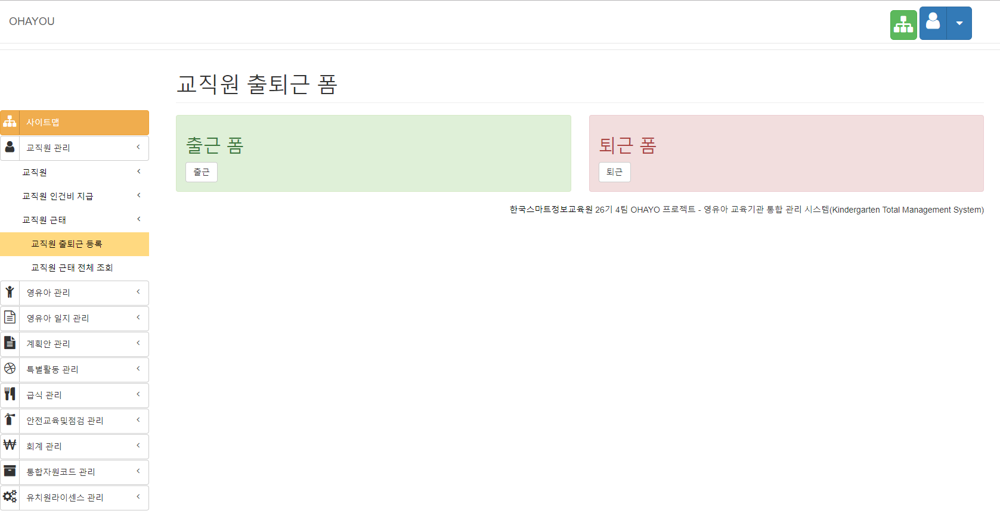 OHAYOU
교직원 출퇴근 폼
사이트맵
교직원 관리
교직원
교직원 인건비 지급
교직원 근태
교직원 출퇴근 등록
교직원 근태 전체 조회
영유아 관리
영유아 일지 관리
계획안 관리
특별활동 관리
급식 관리
안전교육및점검 관리
회계 관리
통합자원코드 관리
유치원라이센스 관리
출근 폼
출근
퇴근 폼
퇴근
한국스마트정보교육원 26기 4팀 OHAYO 프로젝트 - 영유아 교육기관 통합 관리 시스템(Kindergarten Total Management System)